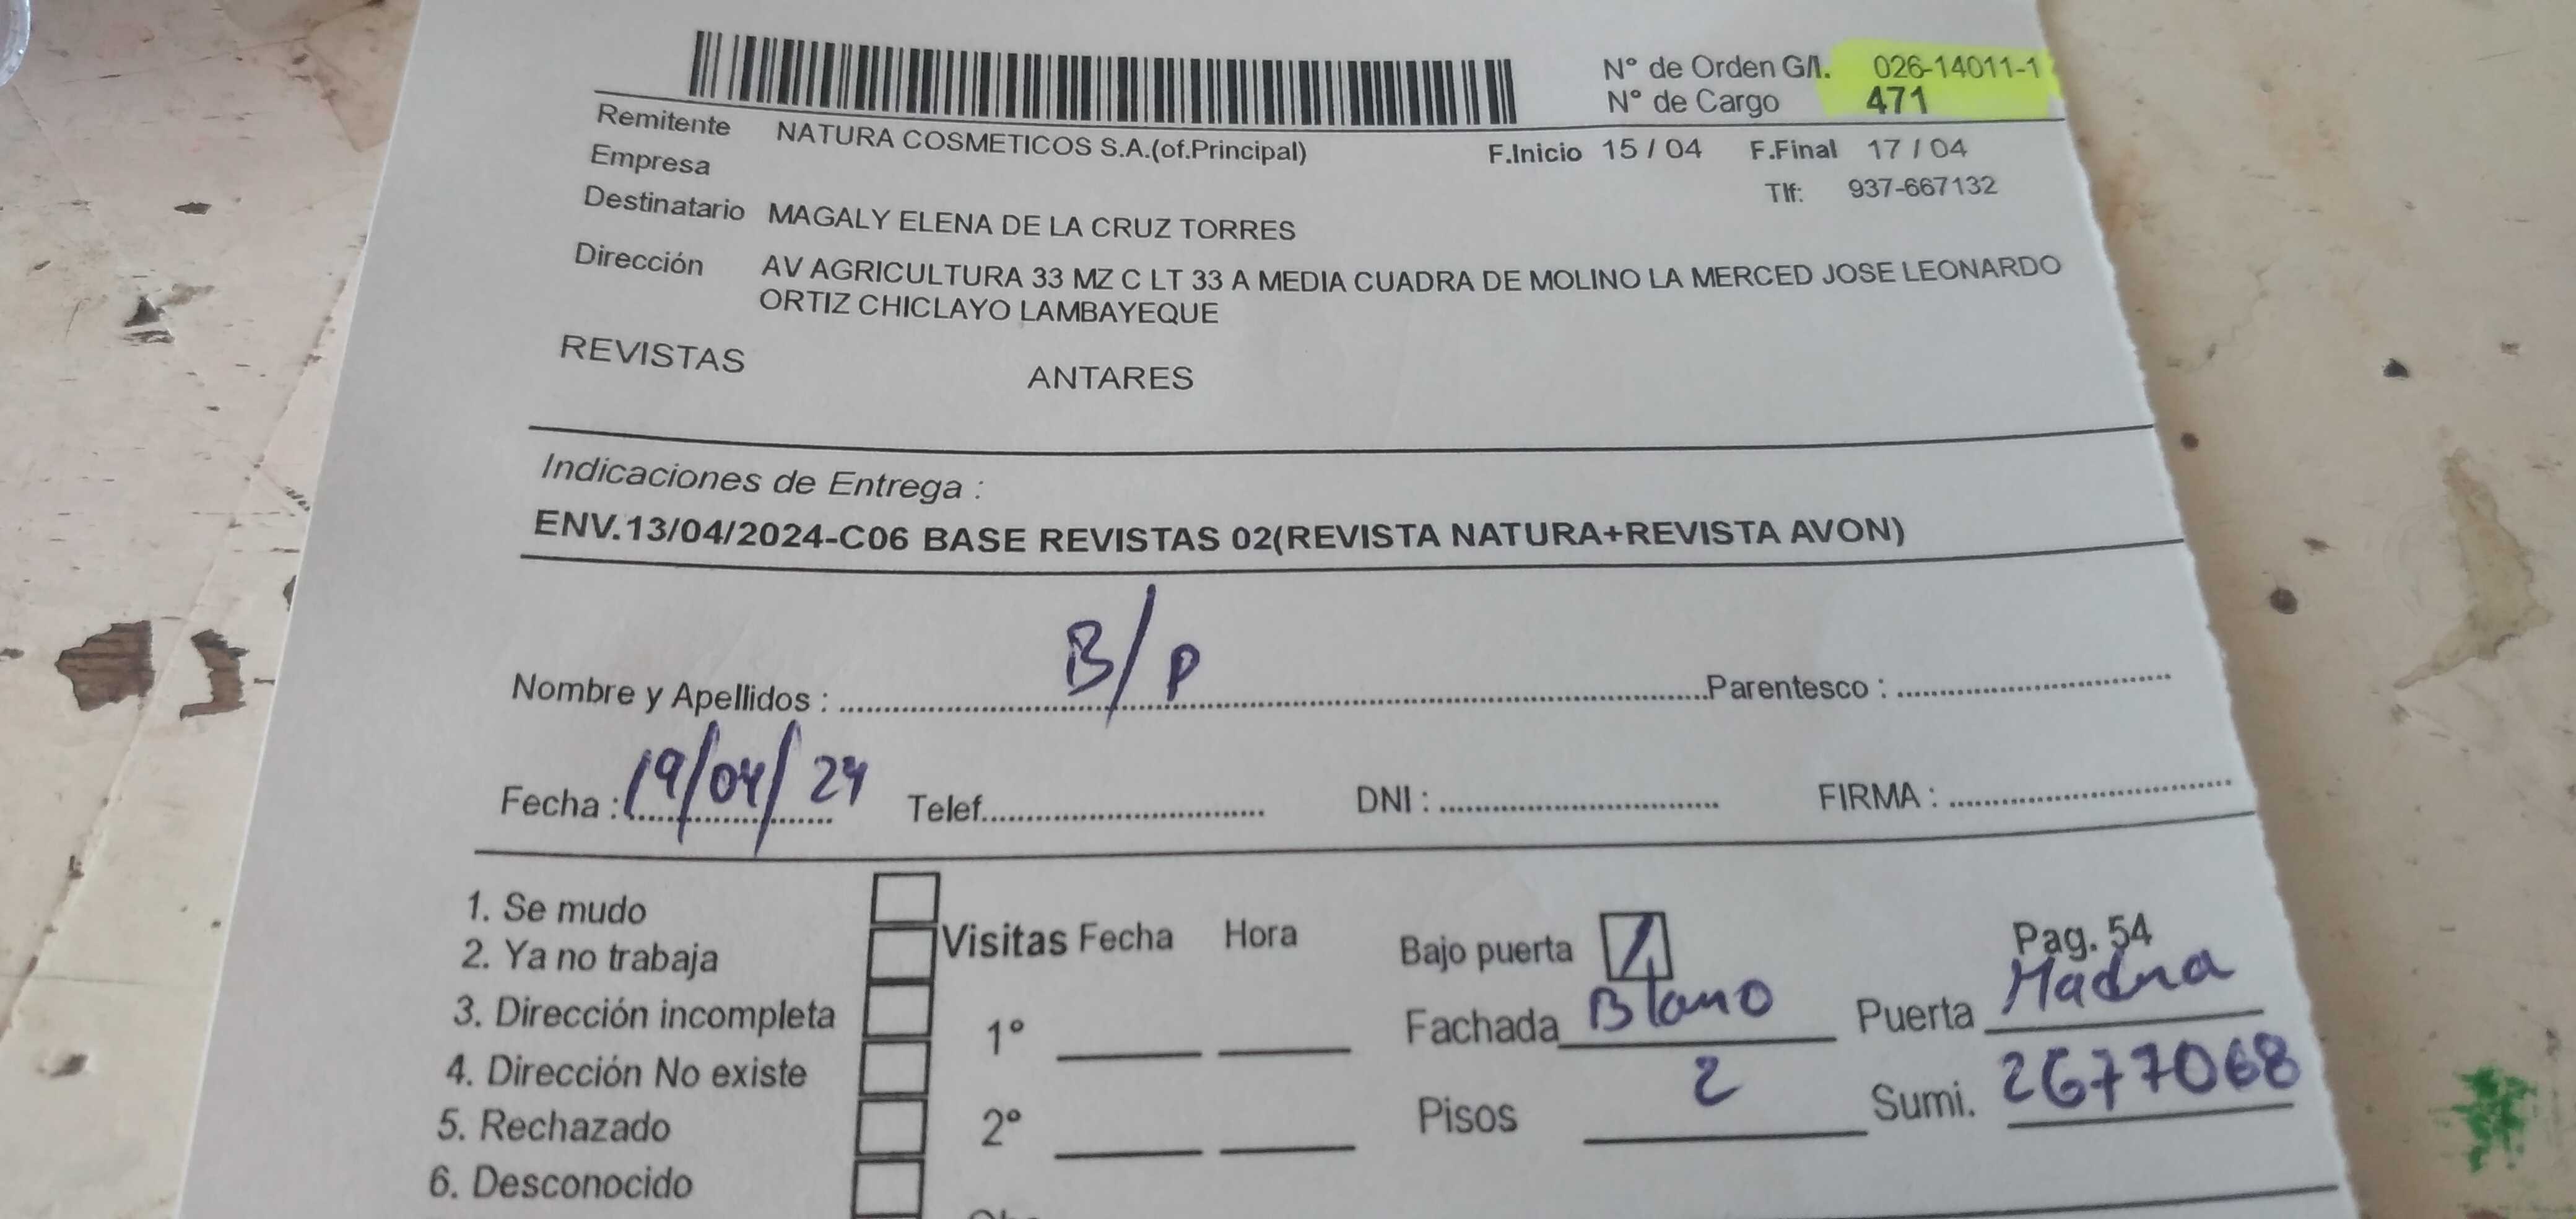 N° de Orden G/I. 026-14011-1
N° de Cargo 471
Remitente NATURA COSMETICOS S.A.(of.Principal) F.Inicio 15 / 04 F.Final 17 / 04
Empresa Tlf: 937-667132
Destinatario MAGALY ELENA DE LA CRUZ TORRES
Dirección AV AGRICULTURA 33 MZ C LT 33 A MEDIA CUADRA DE MOLINO LA MERCED JOSE LEONARDO
ORTIZ CHICLAYO LAMBAYEQUE
REVISTAS ANTARES
Indicaciones de Entrega :
ENV.13/04/2024-C06 BASE REVISTAS 02(REVISTA NATURA+REVISTA AVON)
Nombre y Apellidos : B/P Parentesco :
Fecha : 19/04/24 Telef. DNI : FIRMA :
1. Se mudo
2. Ya no trabaja
3. Dirección incompleta
4. Dirección No existe
5. Rechazado
6. Desconocido
Visitas Fecha Hora
1°
2°
Bajo puerta Pag. 54
Fachada Blano Puerta Madra
Pisos 2 Sumi. 2677068